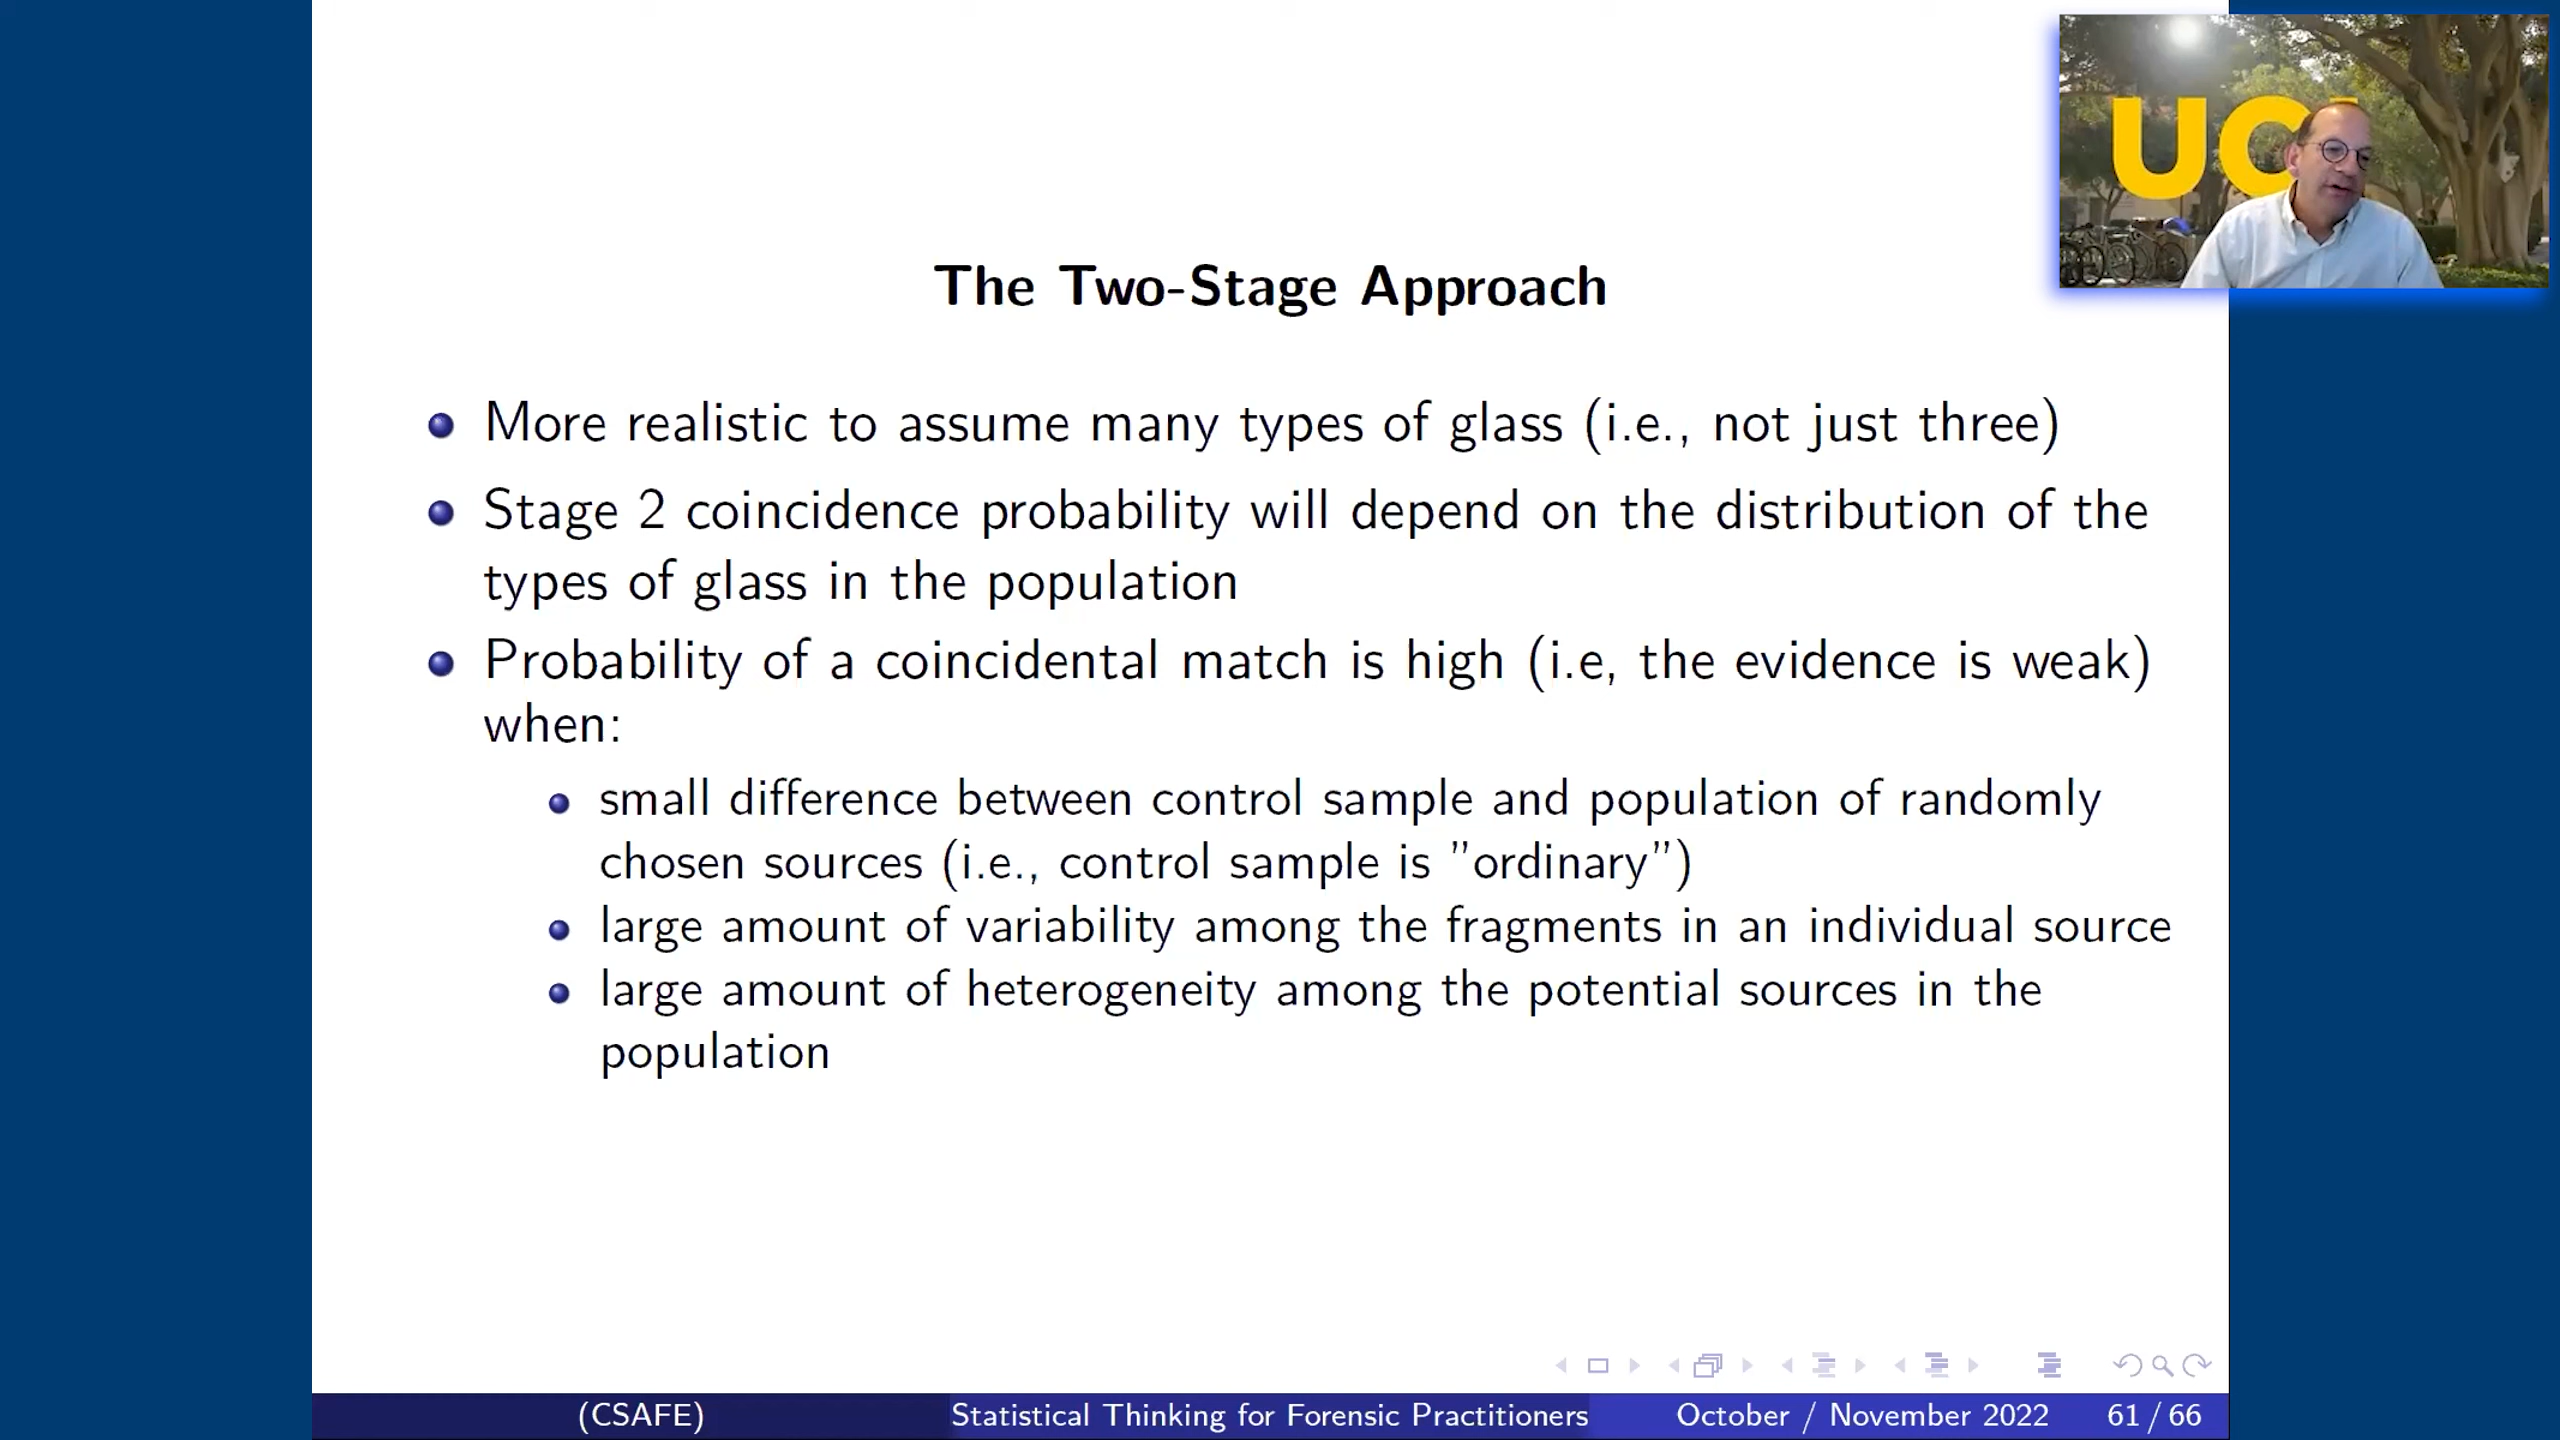 UC
The Two-Stage Approach
More realistic to assume many types of glass (i.e., not just three)
Stage 2 coincidence probability will depend on the distribution of the
types of glass in the population
Probability of a coincidental match is high (i.e, the evidence is weak)
when:
small difference between control sample and population of randomly
chosen sources (i.e., control sample is ”ordinary”)
large amount of variability among the fragments in an individual source
large amount of heterogeneity among the potential sources in the
population
(CSAFE) Statistical Thinking for Forensic Practitioners October / November 2022 61 / 66